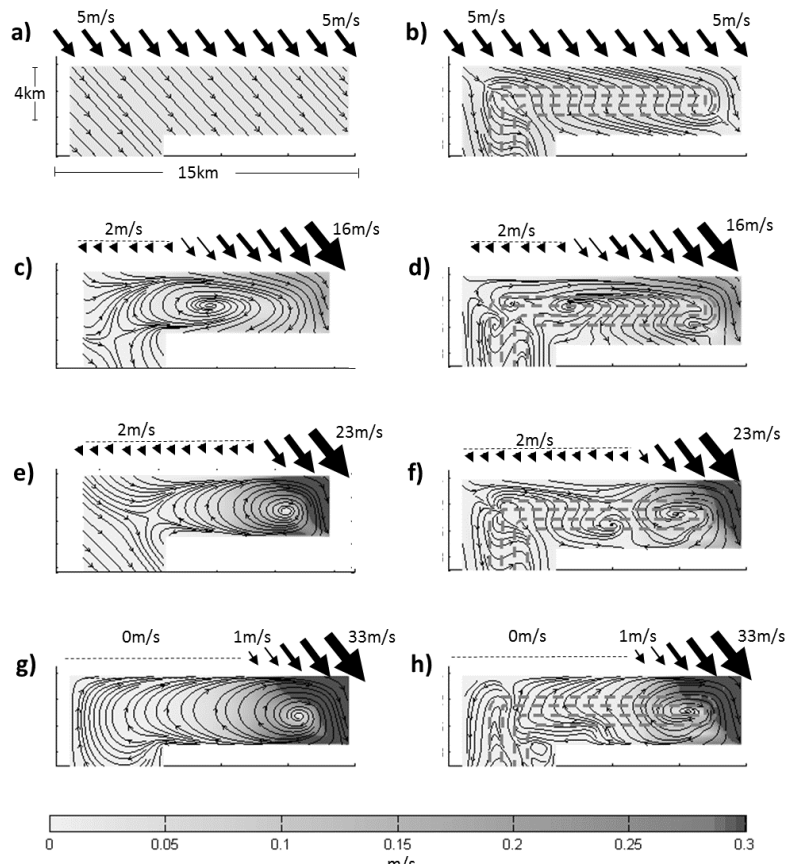 a) 5m/s 5m/s
b) 5m/s 5m/s
4km
15km
c) 2m/s 16m/s
d) 2m/s 16m/s
e) 2m/s 23m/s
f) 2m/s 23m/s
g) 0m/s 1m/s 33m/s
h) 0m/s 1m/s 33m/s
0 0.05 0.1 0.15 0.2 0.25 0.3
m/s